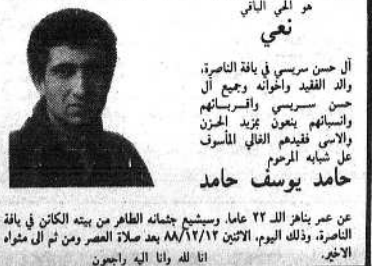 هو الحي الباقي
نعي
آل حسن سريسي في يافة الناصرة،
والد الفقيد واخوانه وجميع آل
حسن ســريسي واقــربــائهم
وانسبائهم ينعون بمزيد الحـزن
والاسى فقيدهم الغالي المأسوف
على شبابه المرحوم
حامد يوسف حامد
عن عمر يناهز الـ ٢٢ عاما. وسيشيع جثمانه الطاهر من بيته الكائن في يافة
الناصرة، وذلك اليوم، الاثنين ٨٨/١٢/١٢ بعد صلاة العصر ومن ثم الى مثواه
الاخير.
انا لله وانا اليه راجعون